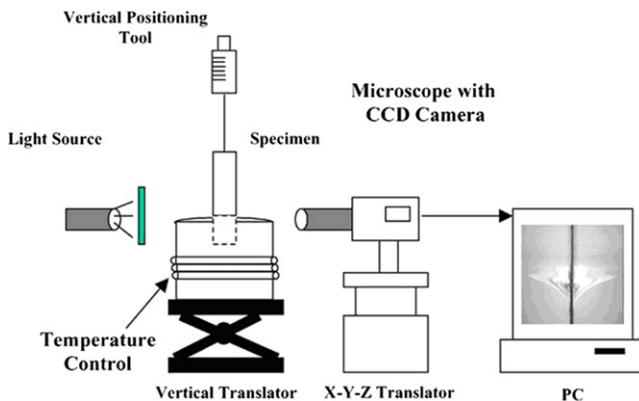 Vertical Positioning
Tool
Microscope with
CCD Camera
Light Source
Specimen
Temperature
Control
Vertical Translator
X-Y-Z Translator
PC